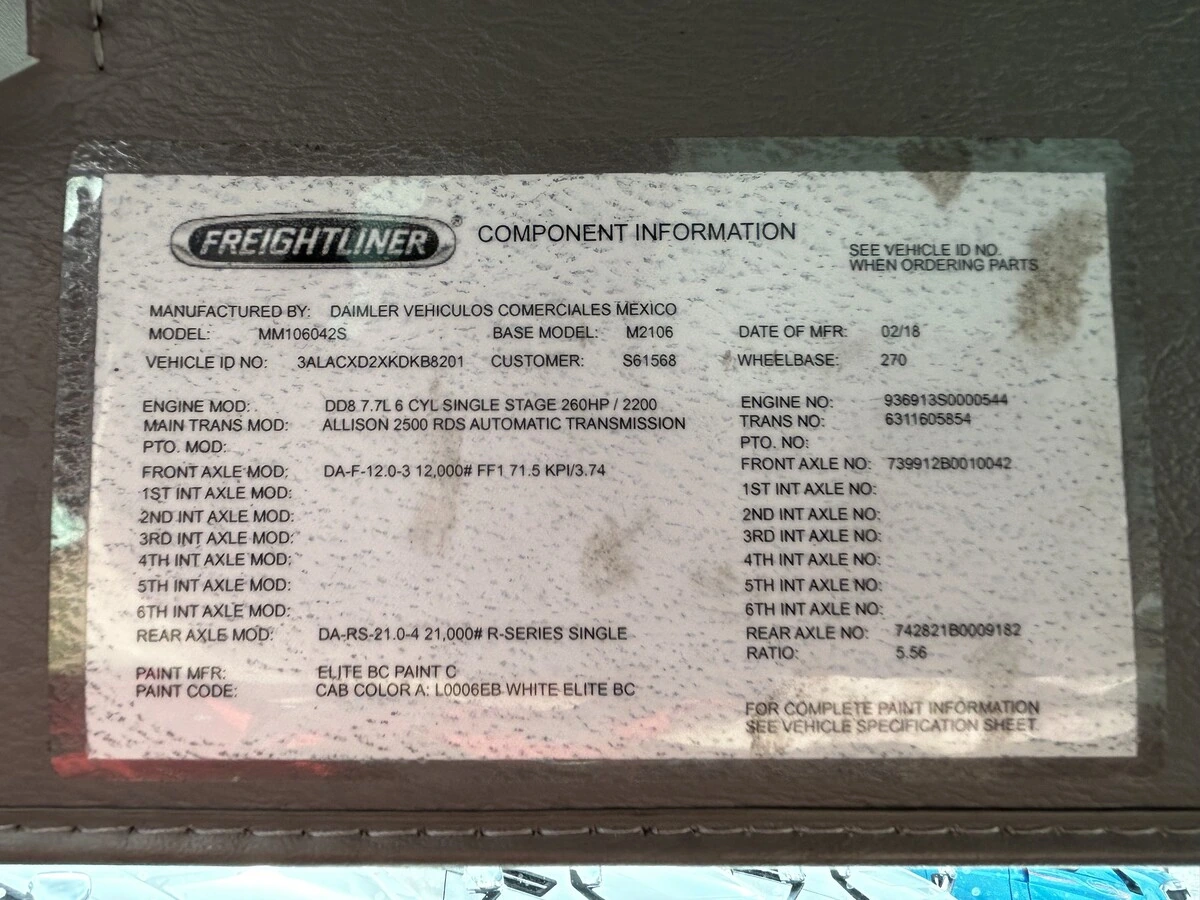 FREIGHTLINER ® COMPONENT INFORMATION
SEE VEHICLE ID NO.
WHEN ORDERING PARTS
MANUFACTURED BY: DAIMLER VEHICULOS COMERCIALES MEXICO
MODEL: MM106042S BASE MODEL: M2106 DATE OF MFR: 02/18
VEHICLE ID NO: 3ALACXD2XKDKB8201 CUSTOMER: S61568 WHEELBASE: 270
ENGINE MOD: DD8 7.7L 6 CYL SINGLE STAGE 260HP / 2200 ENGINE NO: 936913S0000544
MAIN TRANS MOD: ALLISON 2500 RDS AUTOMATIC TRANSMISSION TRANS NO: 6311605854
PTO. MOD: PTO. NO:
FRONT AXLE MOD: DA-F-12.0-3 12,000# FF1 71.5 KPI/3.74 FRONT AXLE NO: 739912B0010042
1ST INT AXLE MOD: 1ST INT AXLE NO:
2ND INT AXLE MOD: 2ND INT AXLE NO:
3RD INT AXLE MOD: 3RD INT AXLE NO:
4TH INT AXLE MOD: 4TH INT AXLE NO:
5TH INT AXLE MOD: 5TH INT AXLE NO:
6TH INT AXLE MOD: 6TH INT AXLE NO:
REAR AXLE MOD: DA-RS-21.0-4 21,000# R-SERIES SINGLE REAR AXLE NO: 742821B0009182
RATIO: 5.56
PAINT MFR: ELITE BC PAINT C
PAINT CODE: CAB COLOR A: L0006EB WHITE ELITE BC
FOR COMPLETE PAINT INFORMATION
SEE VEHICLE SPECIFICATION SHEET.